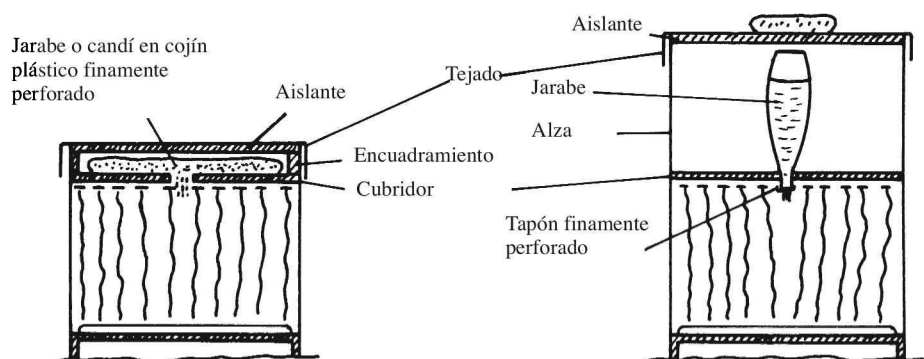 Jarabe o candí en cojín
plástico finamente
perforado
Aislante
Tejado
Encuadramiento
Cubridor
Aislante
Jarabe
Alza
Tapón finamente
perforado